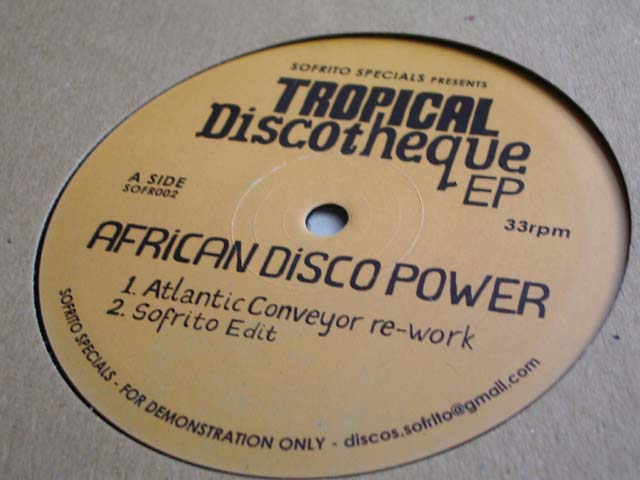 SOFRITO SPECIALS PRESENTS
TROPICAL
Discotheque
EP
A SIDE
SOFR002
33rpm
AFRiCAN DiSCO POWER
1. Atlantic Conveyor re-work
2. Sofrito Edit
SOFRITO SPECIALS - FOR DEMONSTRATION ONLY - discos.sofrito@gmail.com